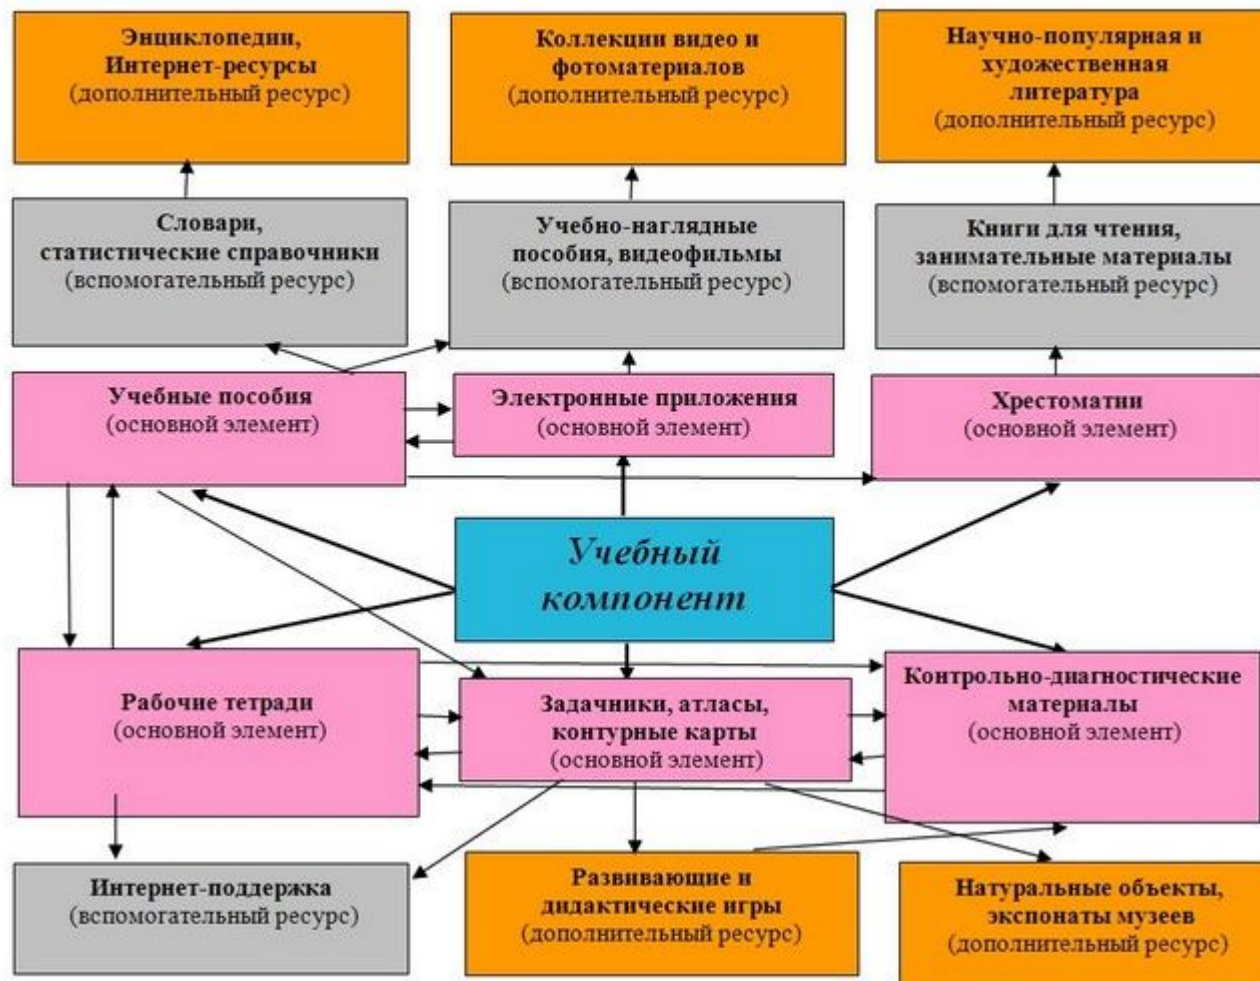 Энциклопедии,
Интернет-ресурсы
(дополнительный ресурс)
Коллекции видео и
фотоматериалов
(дополнительный ресурс)
Научно-популярная и
художественная
литература
(дополнительный ресурс)
Словари,
статистические справочники
(вспомогательный ресурс)
Учебно-наглядные
пособия, видеофильмы
(вспомогательный ресурс)
Книги для чтения,
занимательные материалы
(вспомогательный ресурс)
Учебные пособия
(основной элемент)
Электронные приложения
(основной элемент)
Хрестоматии
(основной элемент)
Учебный
компонент
Рабочие тетради
(основной элемент)
Задачники, атласы,
контурные карты
(основной элемент)
Контрольно-диагностические
материалы
(основной элемент)
Интернет-поддержка
(вспомогательный ресурс)
Развивающие и
дидактические игры
(дополнительный ресурс)
Натуральные объекты,
экспонаты музеев
(дополнительный ресурс)